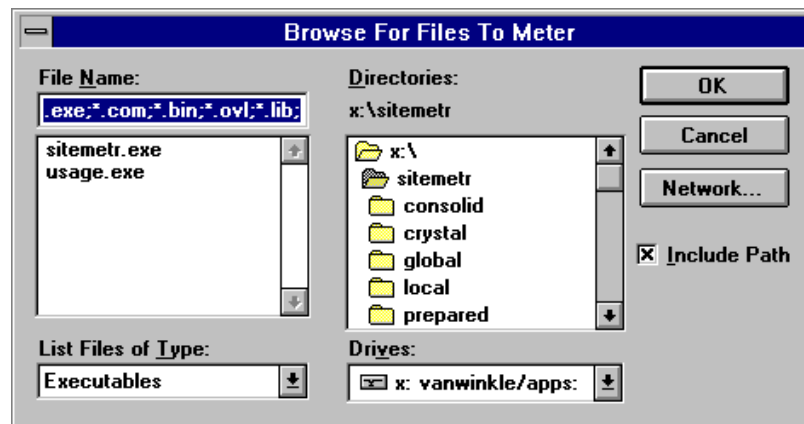 Browse For Files To Meter
File Name:
.exe;*.com;*.bin;*.ovl;*.lib;
sitemetr.exe
usage.exe
List Files of Type:
Executables
Directories:
x:\sitemetr
x:\
sitemetr
consolid
crystal
global
local
prepared
Drives:
x: vanwinkle/apps:
OK
Cancel
Network...
Include Path